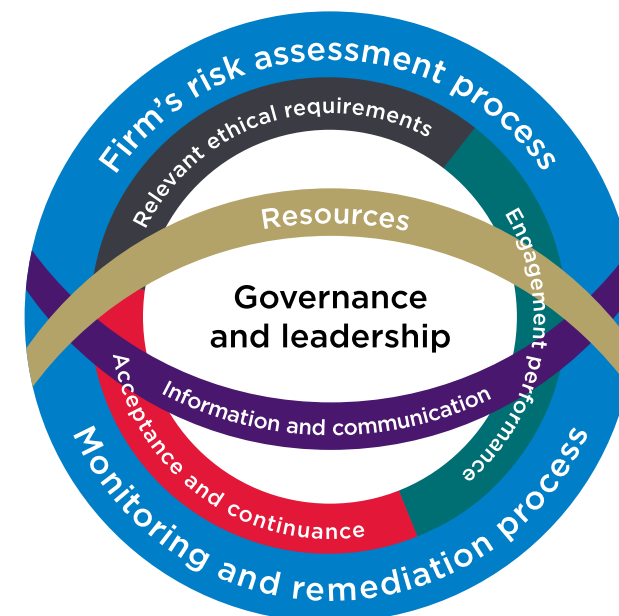 Firm's risk assessment process
Relevant ethical requirements
Resources
Engagement performance
Governance
and leadership
Information and communication
Acceptance and continuance
Monitoring and remediation process